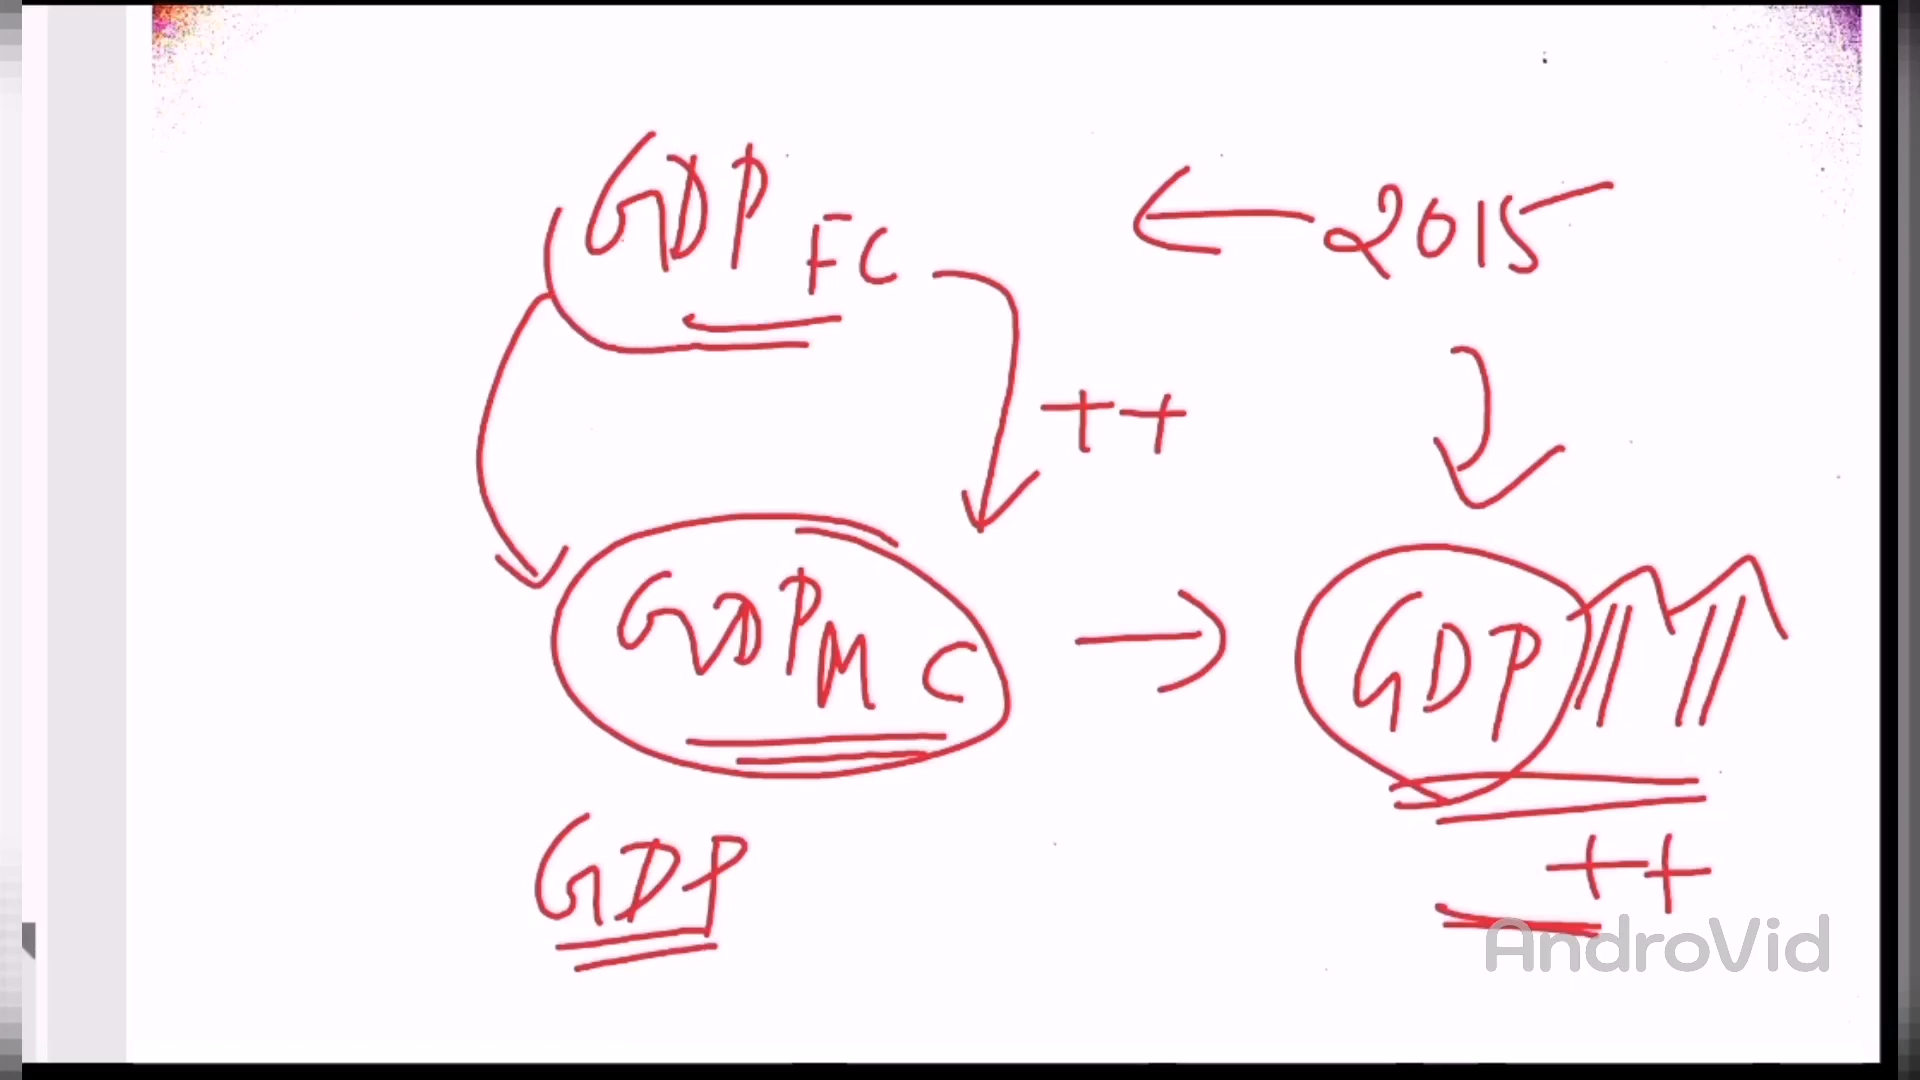 GDP FC ← 2015
++
GDP MC → GDP
GDP
++
AndroVid